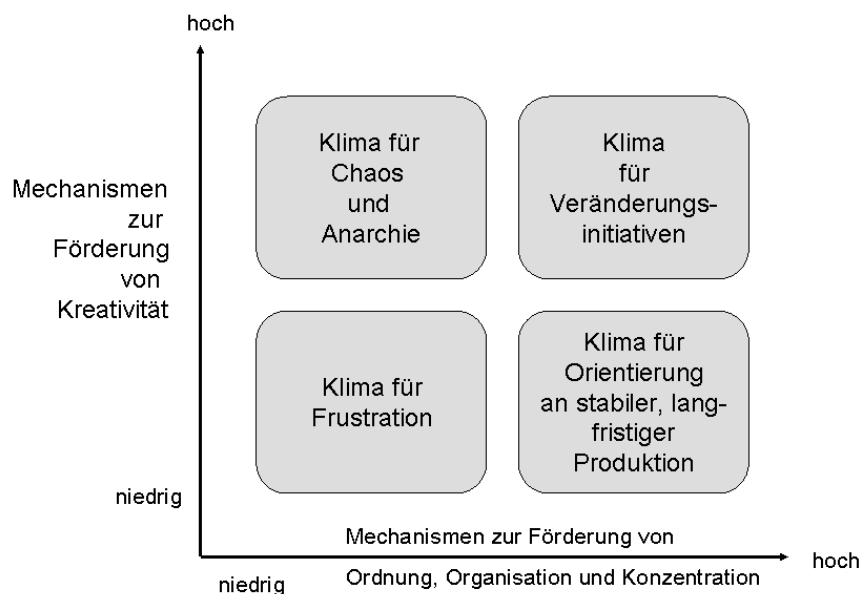 hoch
Mechanismen
zur
Förderung
von
Kreativität
Klima für
Chaos
und
Anarchie
Klima
für
Veränderungs-
initiativen
Klima für
Frustration
Klima für
Orientierung
an stabiler, lang-
fristiger
Produktion
niedrig
Mechanismen zur Förderung von
hoch
niedrig
Ordnung, Organisation und Konzentration